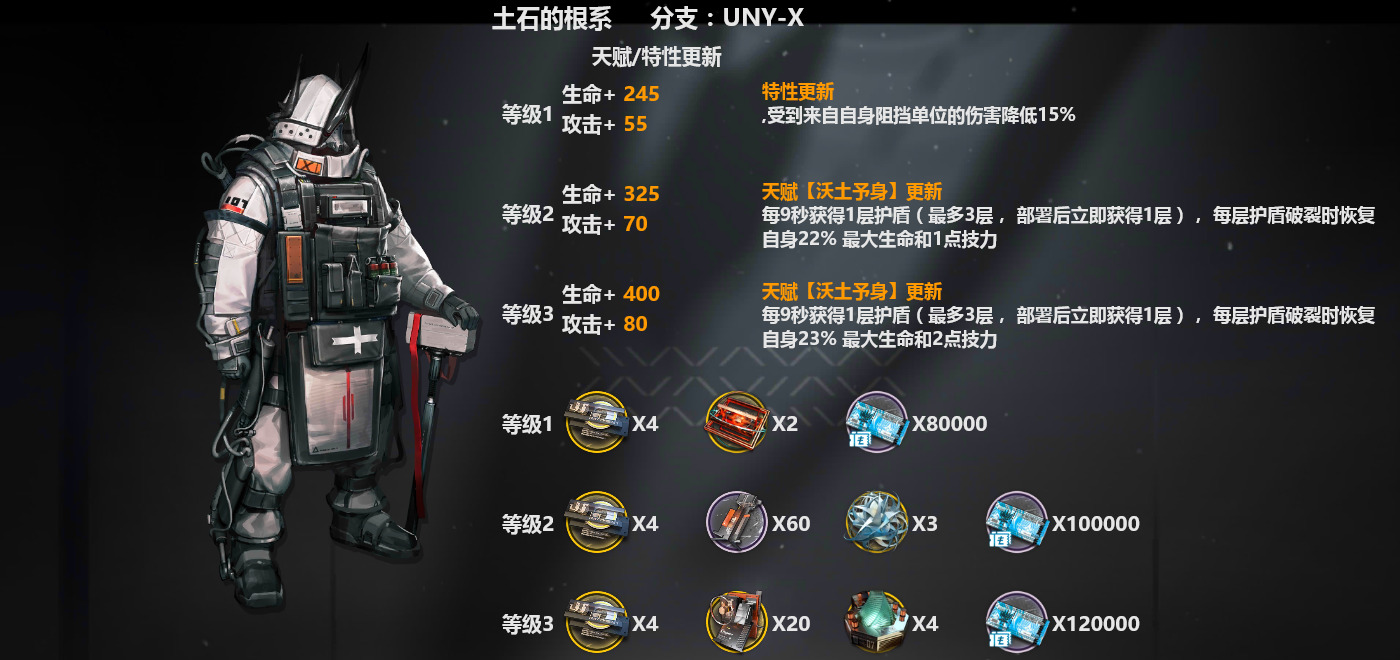 土石的根系 分支：UNY-X
天赋/特性更新
等级1
生命+ 245
攻击+ 55
特性更新
,受到来自自身阻挡单位的伤害降低15%
等级2
生命+ 325
攻击+ 70
天赋【沃土予身】更新
每9秒获得1层护盾（最多3层，部署后立即获得1层），每层护盾破裂时恢复
自身22% 最大生命和1点技力
等级3
生命+ 400
攻击+ 80
天赋【沃土予身】更新
每9秒获得1层护盾（最多3层，部署后立即获得1层），每层护盾破裂时恢复
自身23% 最大生命和2点技力
等级1 X4 X2 X80000
等级2 X4 X60 X3 X100000
等级3 X4 X20 X4 X120000